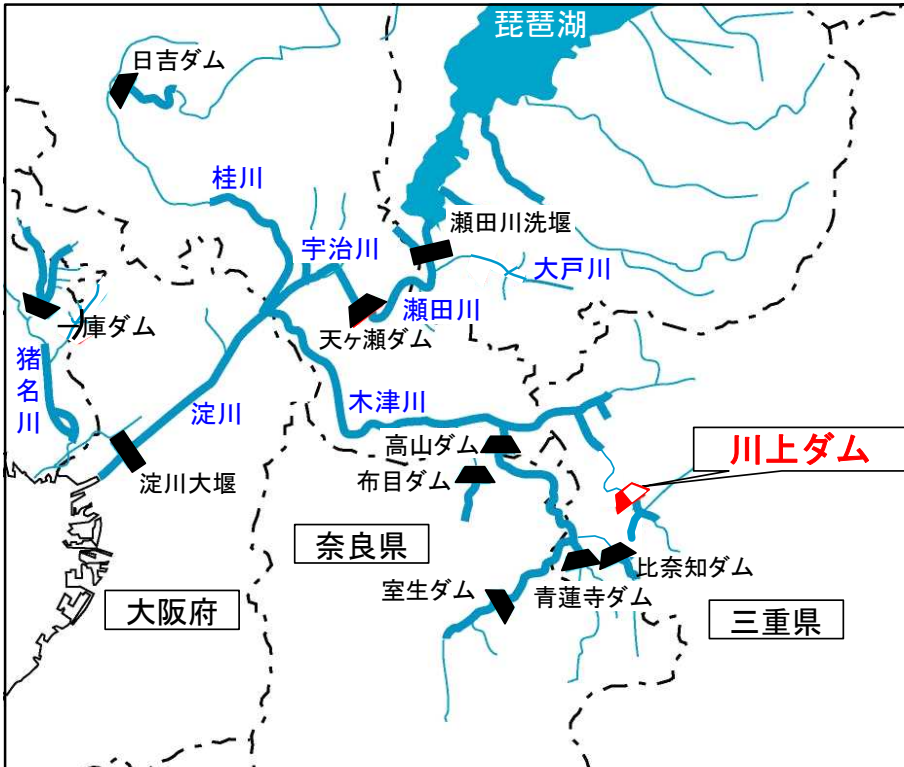 琵琶湖
日吉ダム
桂川
瀬田川洗堰
宇治川
大戸川
瀬田川
一庫ダム
天ヶ瀬ダム
猪名川
淀川
木津川
高山ダム
川上ダム
淀川大堰
布目ダム
奈良県
比奈知ダム
室生ダム
青蓮寺ダム
大阪府
三重県